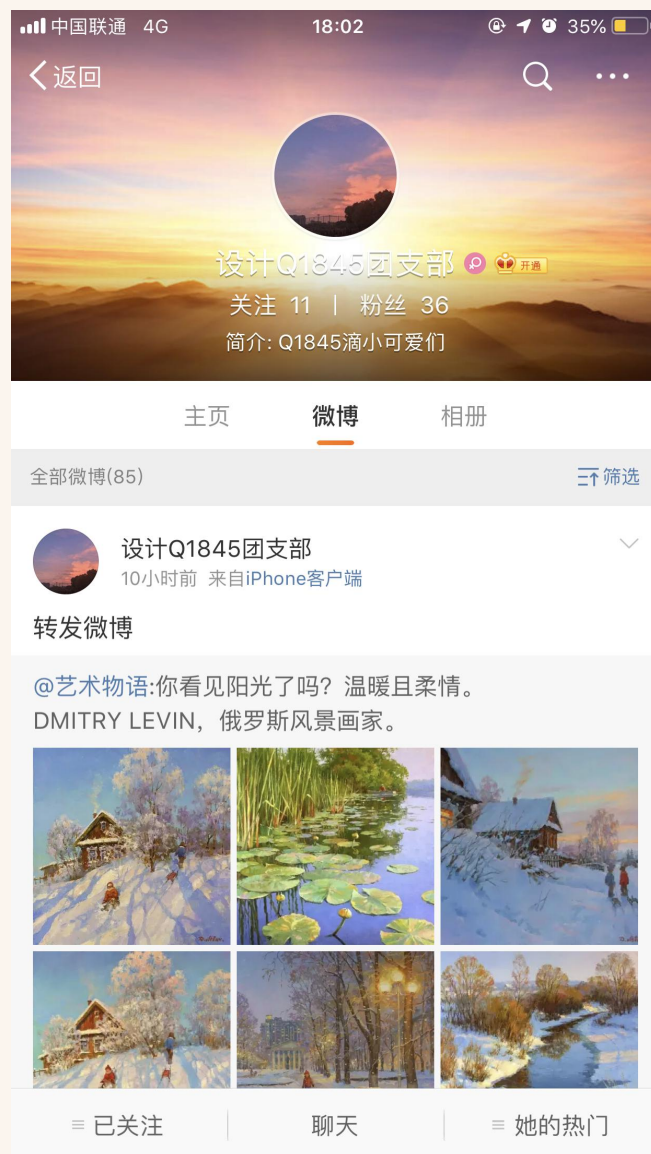 中国联通 4G 18:02 35%
返回
设计Q1845团支部 开通
关注 11 | 粉丝 36
简介: Q1845滴小可爱们
主页 微博 相册
全部微博(85) 筛选
设计Q1845团支部
10小时前 来自iPhone客户端
转发微博
@艺术物语:你看见阳光了吗？温暖且柔情。
DMITRY LEVIN，俄罗斯风景画家。
已关注 聊天 她的热门